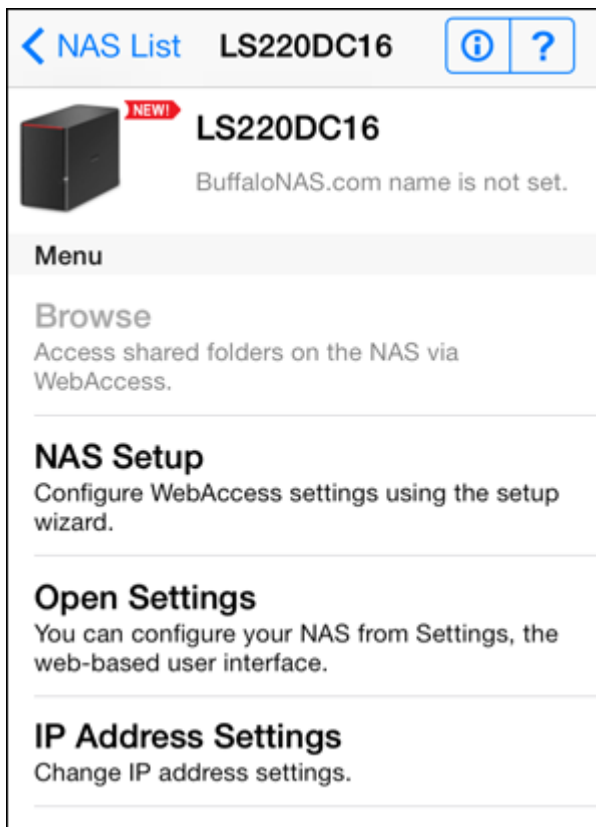 NAS List LS220DC16 ?
NEW!
LS220DC16
BuffaloNAS.com name is not set.
Menu
Browse
Access shared folders on the NAS via
WebAccess.
NAS Setup
Configure WebAccess settings using the setup
wizard.
Open Settings
You can configure your NAS from Settings, the
web-based user interface.
IP Address Settings
Change IP address settings.